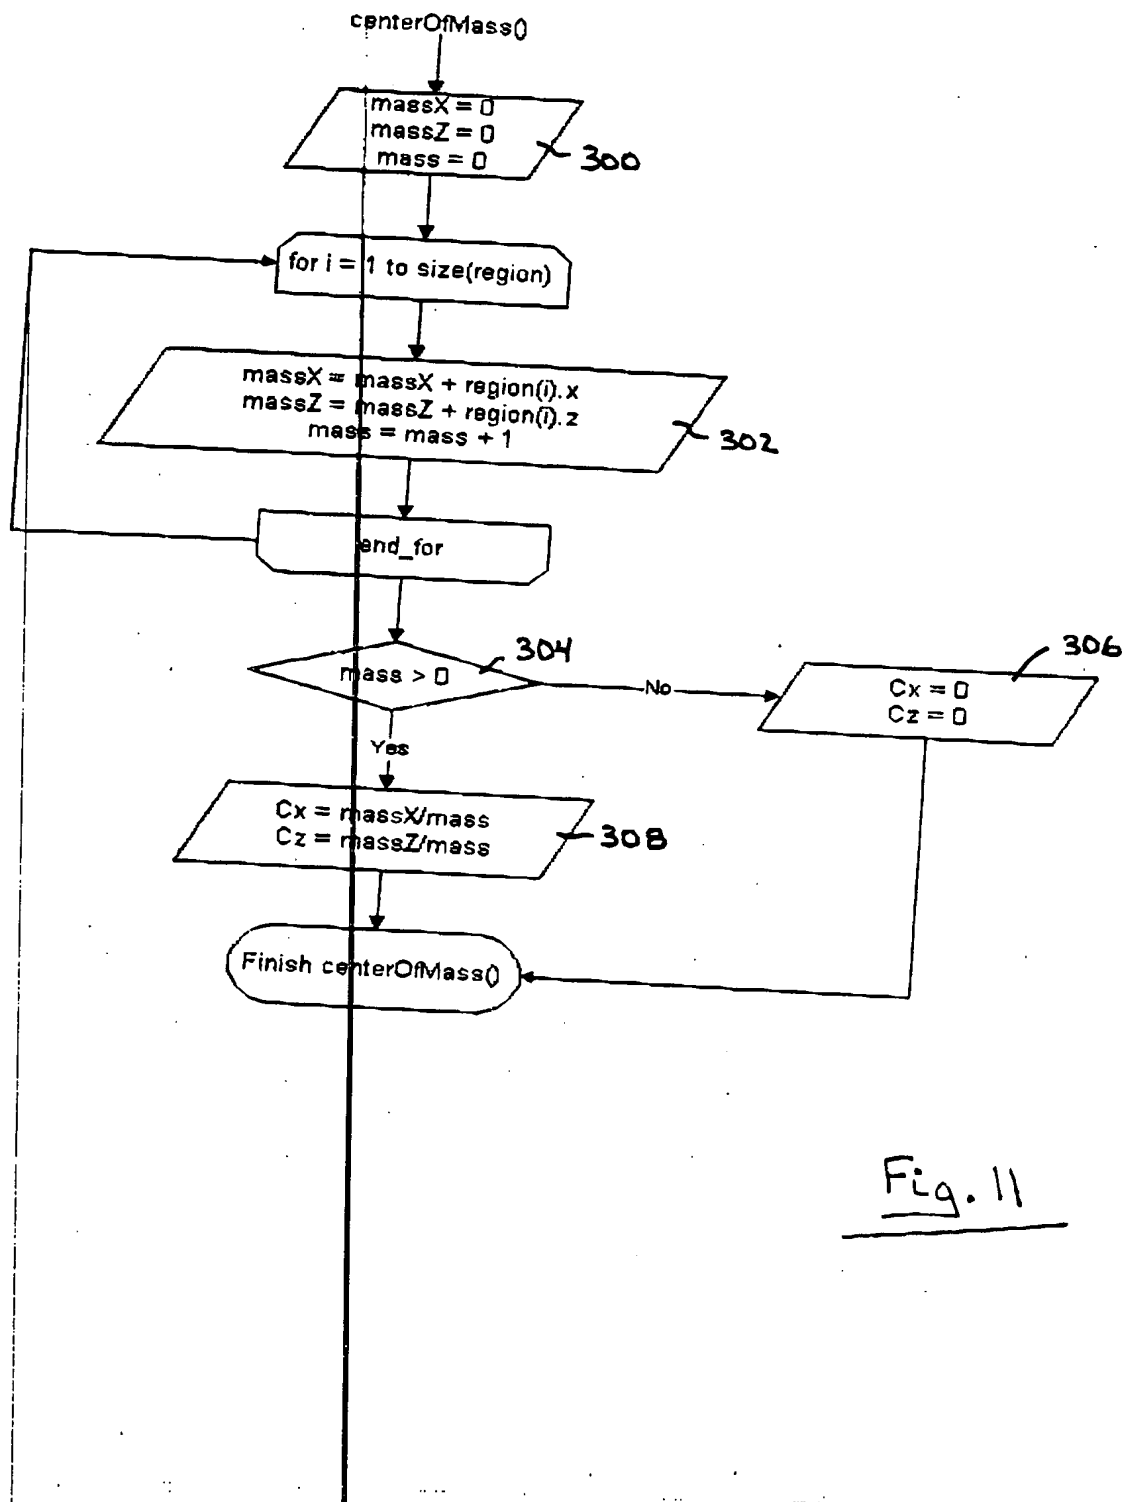 centerOfMass()
massX = 0
massZ = 0
mass = 0
300
for i = 1 to size(region)
massX = massX + region(i).x
massZ = massZ + region(i).z
mass = mass + 1
302
end_for
304
mass > 0
No
306
Cx = 0
Cz = 0
Yes
Cx = massX/mass
Cz = massZ/mass
308
Finish centerOfMass()
Fig. 11